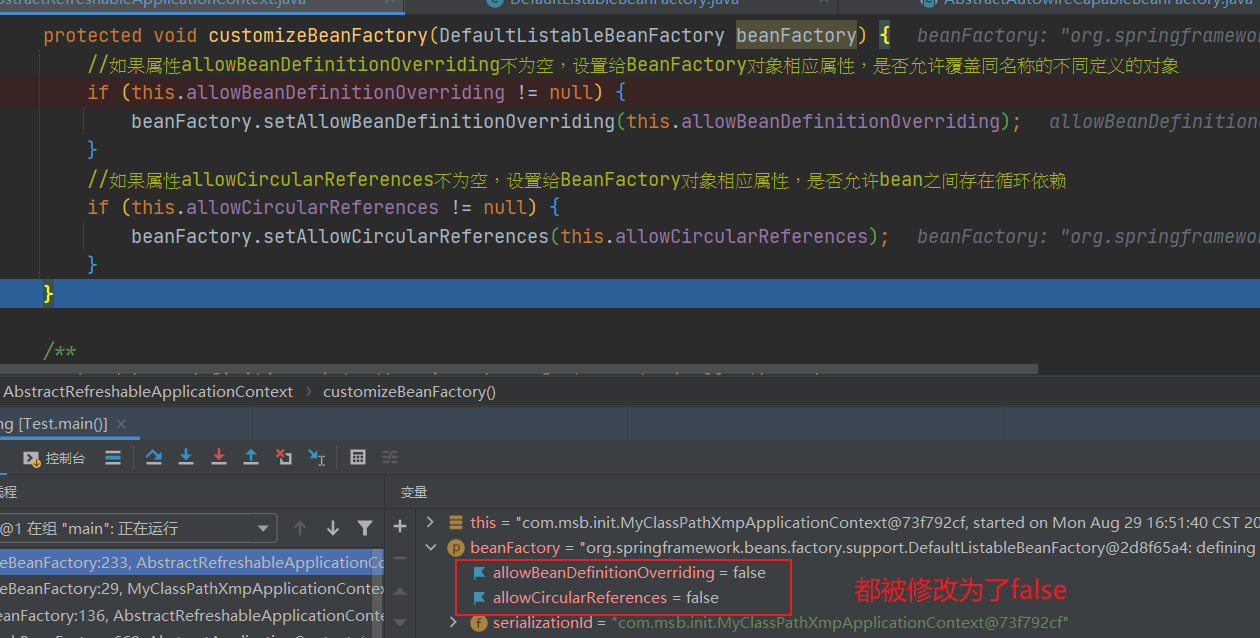 AbstractRefreshableApplicationContext.java
DefaultListableBeanFactory.java
AbstractAutowireCapableBeanFactory.java
protected void customizeBeanFactory(DefaultListableBeanFactory beanFactory) { beanFactory: "org.springframewo
//如果属性allowBeanDefinitionOverriding不为空，设置给BeanFactory对象相应属性，是否允许覆盖同名称的不同定义的对象
if (this.allowBeanDefinitionOverriding != null) {
beanFactory.setAllowBeanDefinitionOverriding(this.allowBeanDefinitionOverriding); allowBeanDefinition
}
//如果属性allowCircularReferences不为空，设置给BeanFactory对象相应属性，是否允许bean之间存在循环依赖
if (this.allowCircularReferences != null) {
beanFactory.setAllowCircularReferences(this.allowCircularReferences); beanFactory: "org.springframewo
}
}
/**
AbstractRefreshableApplicationContext › customizeBeanFactory()
ng [Test.main()]
控制台
程
变量
@1 在组 "main": 正在运行
eBeanFactory:233, AbstractRefreshableApplicationCo
eBeanFactory:29, MyClassPathXmpApplicationContex
eanFactory:136, AbstractRefreshableApplicationCont
this = "com.msb.init.MyClassPathXmpApplicationContext@73f792cf, started on Mon Aug 29 16:51:40 CST 20
beanFactory = "org.springframework.beans.factory.support.DefaultListableBeanFactory@2d8f65a4: defining
allowBeanDefinitionOverriding = false
allowCircularReferences = false
都被修改为了false
serializationId = "com.msb.init.MyClassPathXmpApplicationContext@73f792cf"